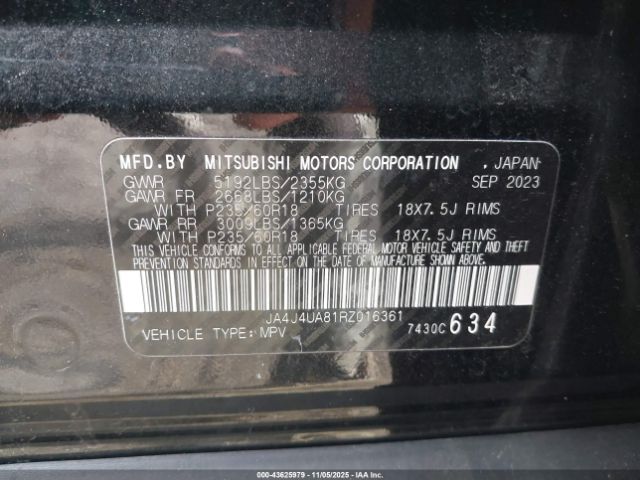 MFD.BY MITSUBISHI MOTORS CORPORATION , JAPAN
GVWR 5192LBS/2355KG SEP 2023
GAWR FR 2668LBS/1210KG
WITH P235/60R18 TIRES 18X7.5J RIMS
GAWR RR 3009LBS/1365KG
WITH P235/60R18 TIRES 18X7.5J RIMS
THIS VEHICLE CONFORMS TO ALL APPLICABLE FEDERAL MOTOR VEHICLE SAFETY AND THEFT
PREVENTION STANDARDS IN EFFECT ON THE DATE OF MANUFACTURE SHOWN ABOVE.
JA4J4UA81RZ016361
VEHICLE TYPE:MPV 7430C 634
000-43625979 - 11/05/2025 - Copyright IAA, Inc.